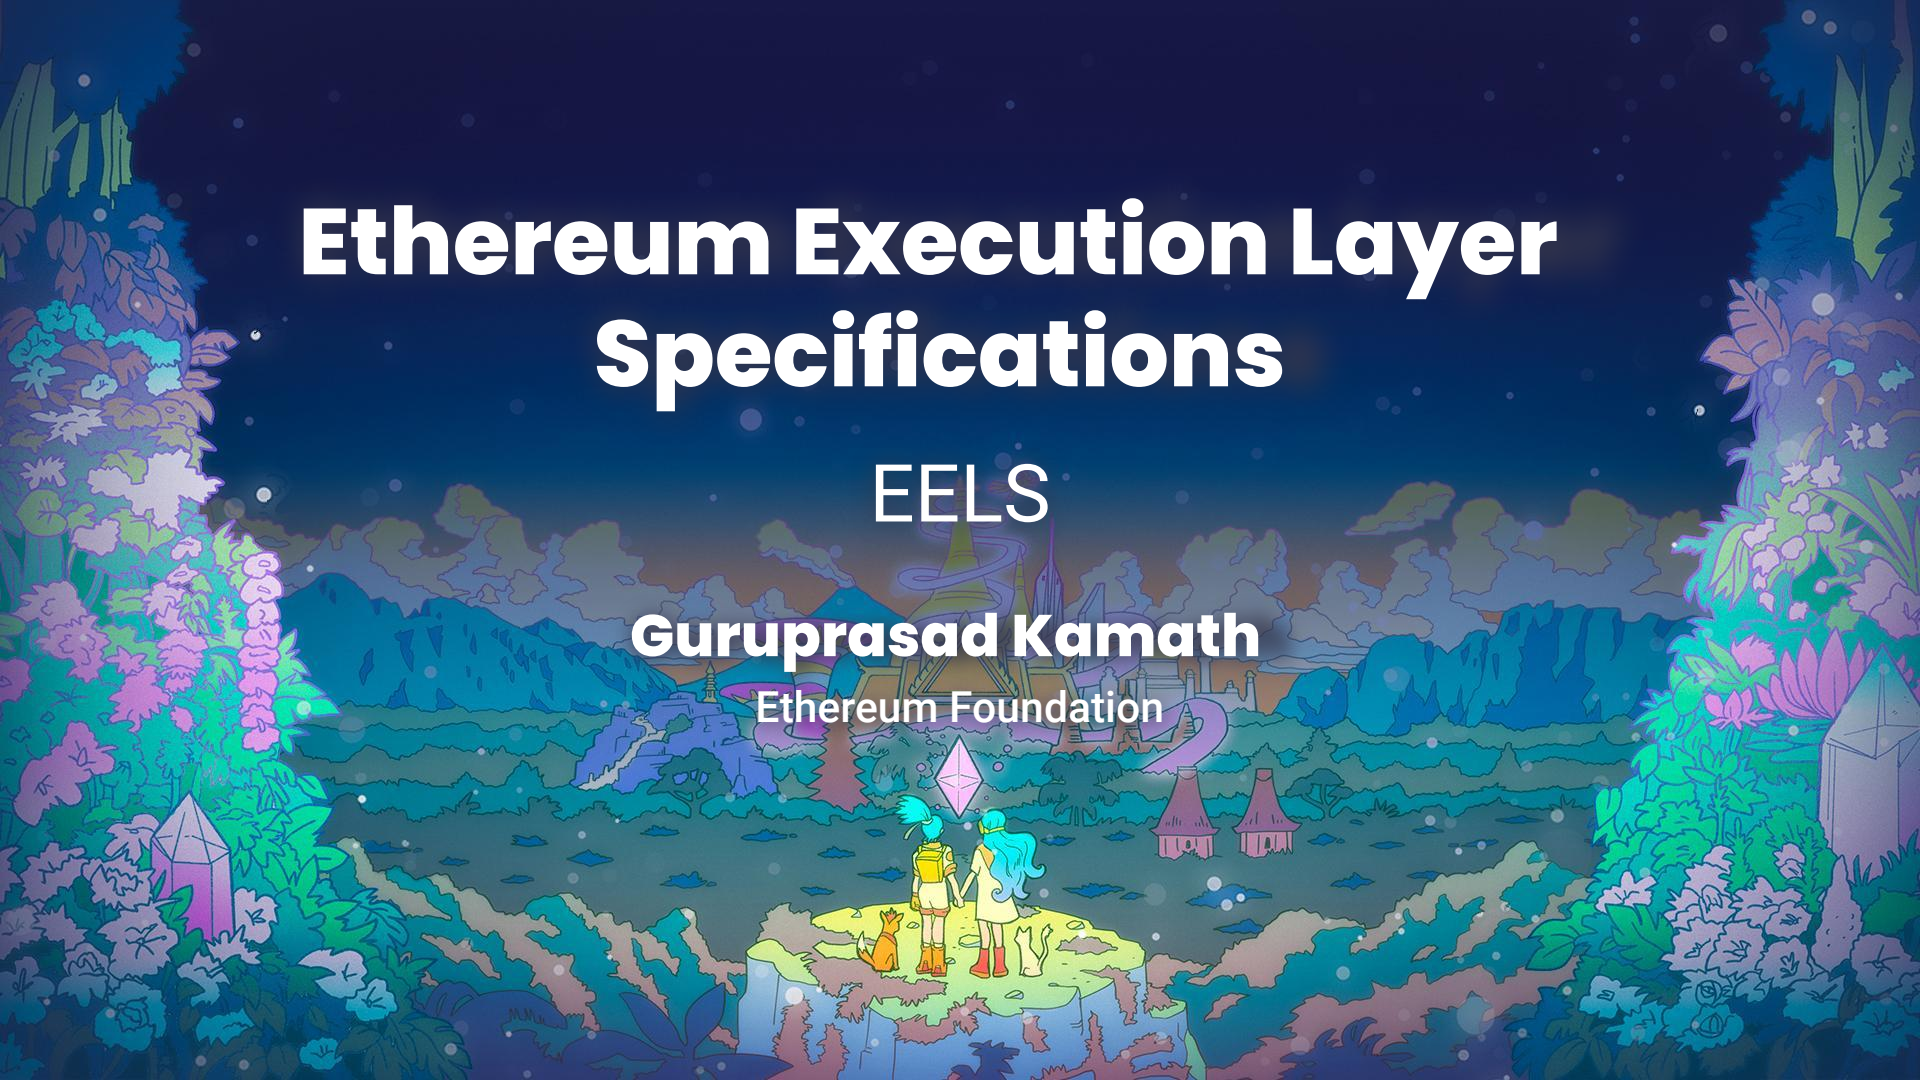 Ethereum Execution Layer
Specifications
EELS
Guruprasad Kamath
Ethereum Foundation